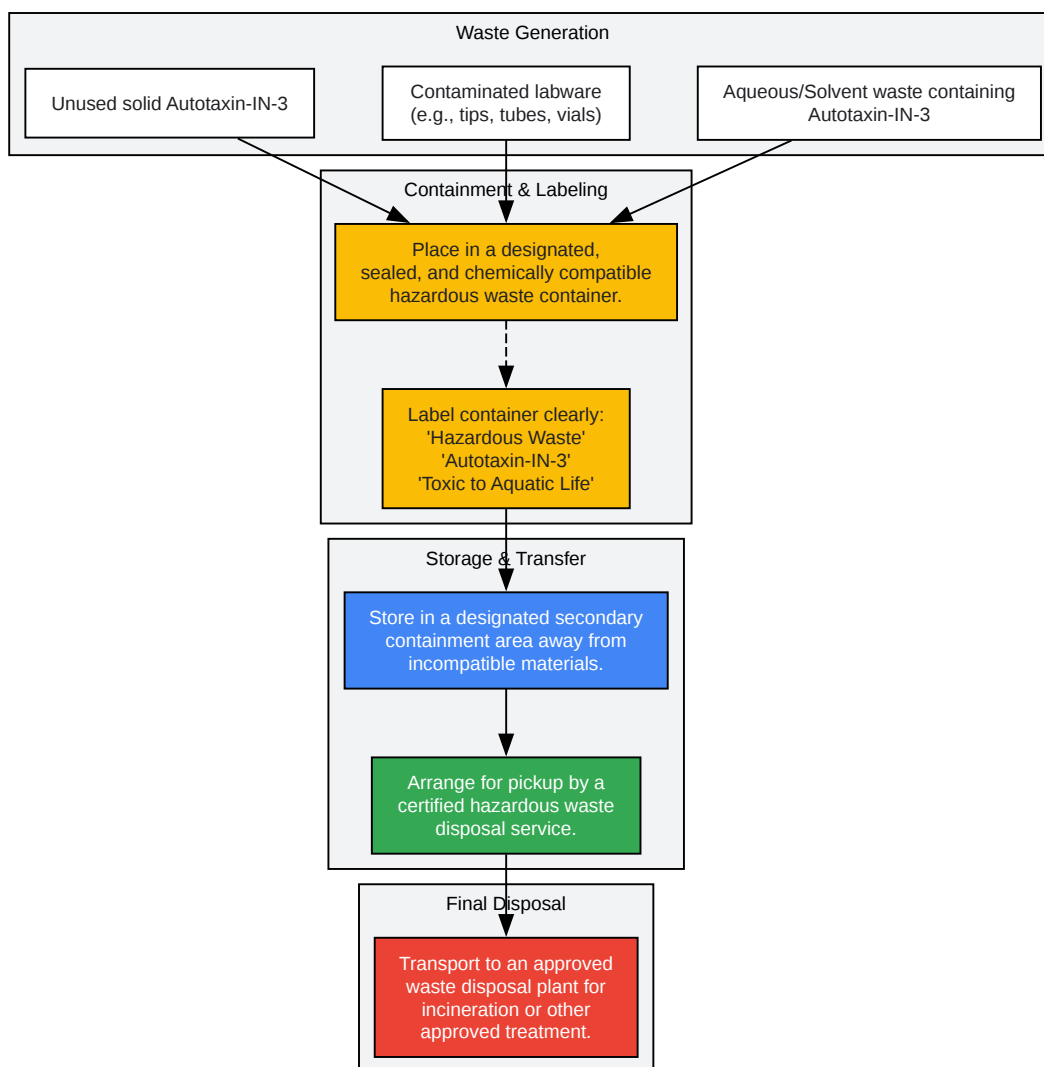 Waste Generation
Unused solid Autotaxin-IN-3
Contaminated labware
(e.g., tips, tubes, vials)
Aqueous/Solvent waste containing
Autotaxin-IN-3
Containment & Labeling
Place in a designated,
sealed, and chemically compatible
hazardous waste container.
Label container clearly:
'Hazardous Waste'
'Autotaxin-IN-3'
'Toxic to Aquatic Life'
Storage & Transfer
Store in a designated secondary
containment area away from
incompatible materials.
Arrange for pickup by a
certified hazardous waste
disposal service.
Final Disposal
Transport to an approved
waste disposal plant for
incineration or other
approved treatment.